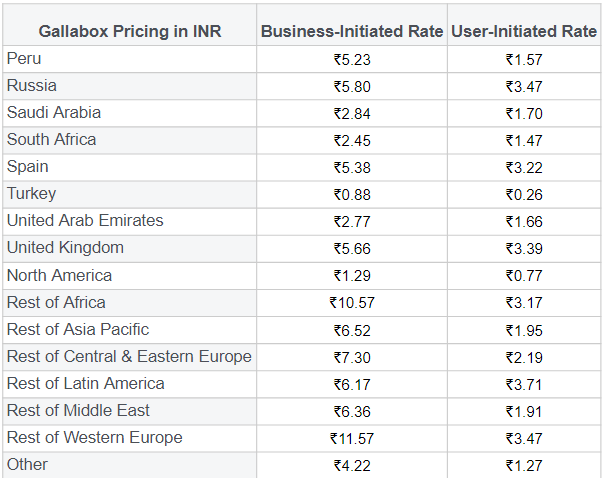 Gallabox Pricing in INR Business-Initiated Rate User-Initiated Rate
Peru ₹5.23 ₹1.57
Russia ₹5.80 ₹3.47
Saudi Arabia ₹2.84 ₹1.70
South Africa ₹2.45 ₹1.47
Spain ₹5.38 ₹3.22
Turkey ₹0.88 ₹0.26
United Arab Emirates ₹2.77 ₹1.66
United Kingdom ₹5.66 ₹3.39
North America ₹1.29 ₹0.77
Rest of Africa ₹10.57 ₹3.17
Rest of Asia Pacific ₹6.52 ₹1.95
Rest of Central & Eastern Europe ₹7.30 ₹2.19
Rest of Latin America ₹6.17 ₹3.71
Rest of Middle East ₹6.36 ₹1.91
Rest of Western Europe ₹11.57 ₹3.47
Other ₹4.22 ₹1.27